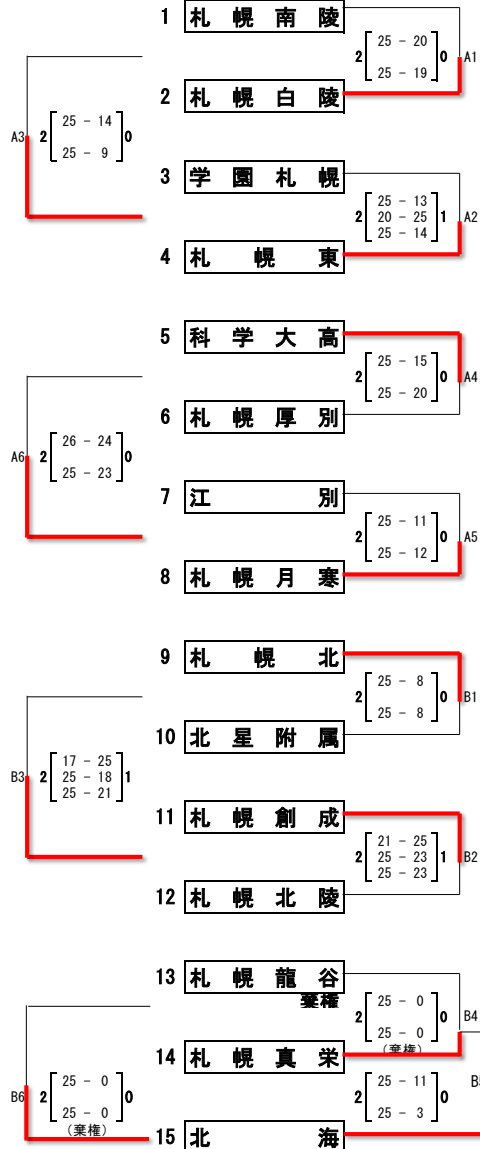 1 札幌南陵
2 [ 25 - 20 ] 0 A1
25 - 19
2 札幌白陵
A3 2 [ 25 - 14 ] 0
25 - 9
3 学園札幌
25 - 13
2 [ 20 - 25 ] 1 A2
25 - 14
4 札幌東
5 科学大高
2 [ 25 - 15 ] 0 A4
25 - 20
6 札幌厚別
A6 2 [ 26 - 24 ] 0
25 - 23
7 江別
2 [ 25 - 11 ] 0 A5
25 - 12
8 札幌月寒
9 札幌北
2 [ 25 - 8 ] 0 B1
25 - 8
10 北星附属
17 - 25
B3 2 [ 25 - 18 ] 1
25 - 21
11 札幌創成
21 - 25
2 [ 25 - 23 ] 1 B2
25 - 23
12 札幌北陵
13 札幌龍谷
棄権
2 [ 25 - 0 ] 0 B4
25 - 0
(棄権)
14 札幌真栄
B6 2 [ 25 - 0 ] 0
25 - 0
(棄権)
2 [ 25 - 11 ] 0
25 - 3
15 北海